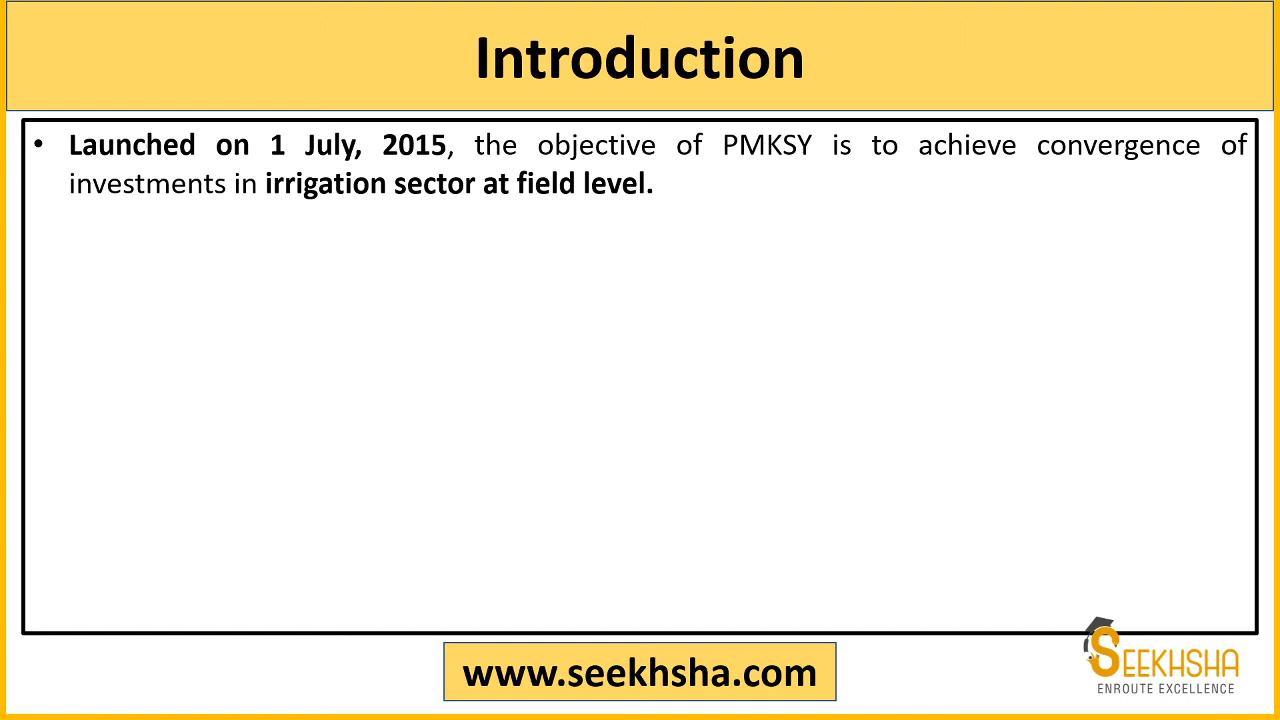 Introduction
• Launched on 1 July, 2015, the objective of PMKSY is to achieve convergence of
investments in irrigation sector at field level.
www.seekhsha.com
SEEKHSHA
ENROUTE EXCELLENCE